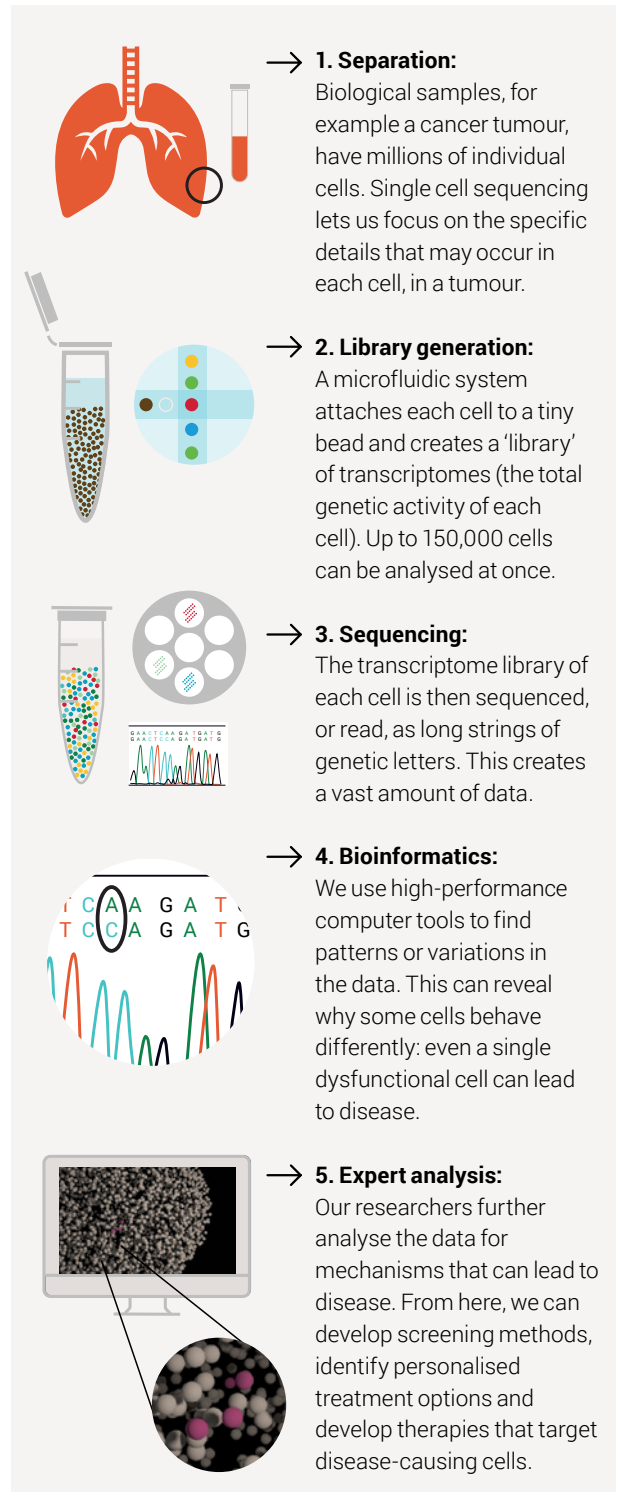 1. Separation:
Biological samples, for
example a cancer tumour,
have millions of individual
cells. Single cell sequencing
lets us focus on the specific
details that may occur in
each cell, in a tumour.
2. Library generation:
A microfluidic system
attaches each cell to a tiny
bead and creates a ‘library’
of transcriptomes (the total
genetic activity of each
cell). Up to 150,000 cells
can be analysed at once.
3. Sequencing:
The transcriptome library of
each cell is then sequenced,
or read, as long strings of
genetic letters. This creates
a vast amount of data.
GAACTCAAGATGATG
GAACTCCAGATGATG
4. Bioinformatics:
We use high-performance
computer tools to find
patterns or variations in
the data. This can reveal
why some cells behave
differently: even a single
dysfunctional cell can lead
to disease.
T C A A G A T G
T C C A G A T G
5. Expert analysis:
Our researchers further
analyse the data for
mechanisms that can lead to
disease. From here, we can
develop screening methods,
identify personalised
treatment options and
develop therapies that target
disease-causing cells.